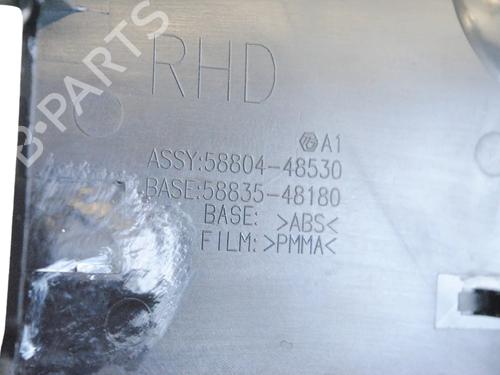 RHD
A1
ASSY:58804-48530
BASE:58835-48180
BASE: >ABS<
FILM: >PMMA<
B-PARTS